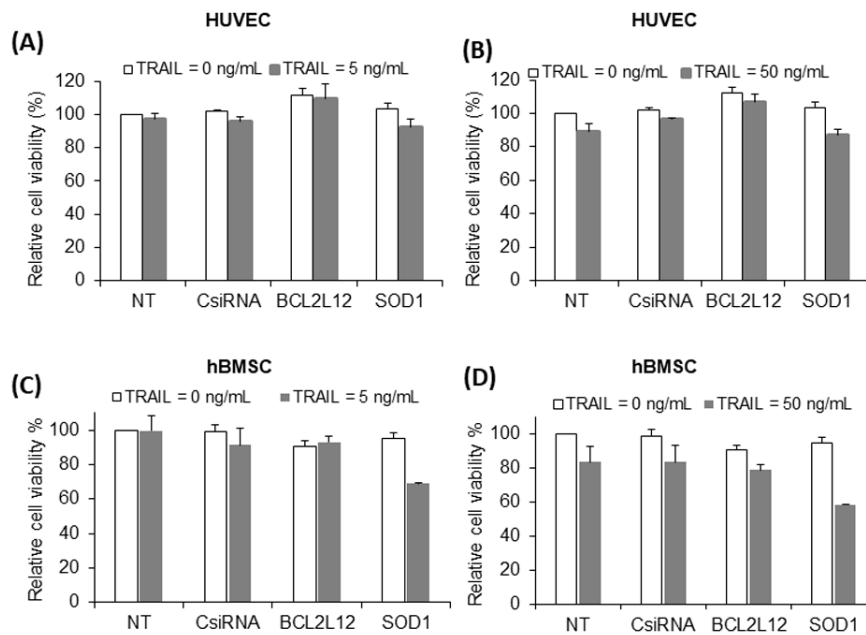 HUVEC
(A)
TRAIL = 0 ng/mL TRAIL = 5 ng/mL
Relative cell viability (%)
120
100
80
60
40
20
0
NT CsiRNA BCL2L12 SOD1
HUVEC
(B)
TRAIL = 0 ng/mL TRAIL = 50 ng/mL
Relative cell viability (%)
120
100
80
60
40
20
0
NT CsiRNA BCL2L12 SOD1
hBMSC
(C)
TRAIL = 0 ng/mL TRAIL = 5 ng/mL
Relative cell viability %
100
80
60
40
20
0
NT CsiRNA BCL2L12 SOD1
hBMSC
(D)
TRAIL = 0 ng/mL TRAIL = 50 ng/mL
Relative cell viability %
100
80
60
40
20
0
NT CsiRNA BCL2L12 SOD1